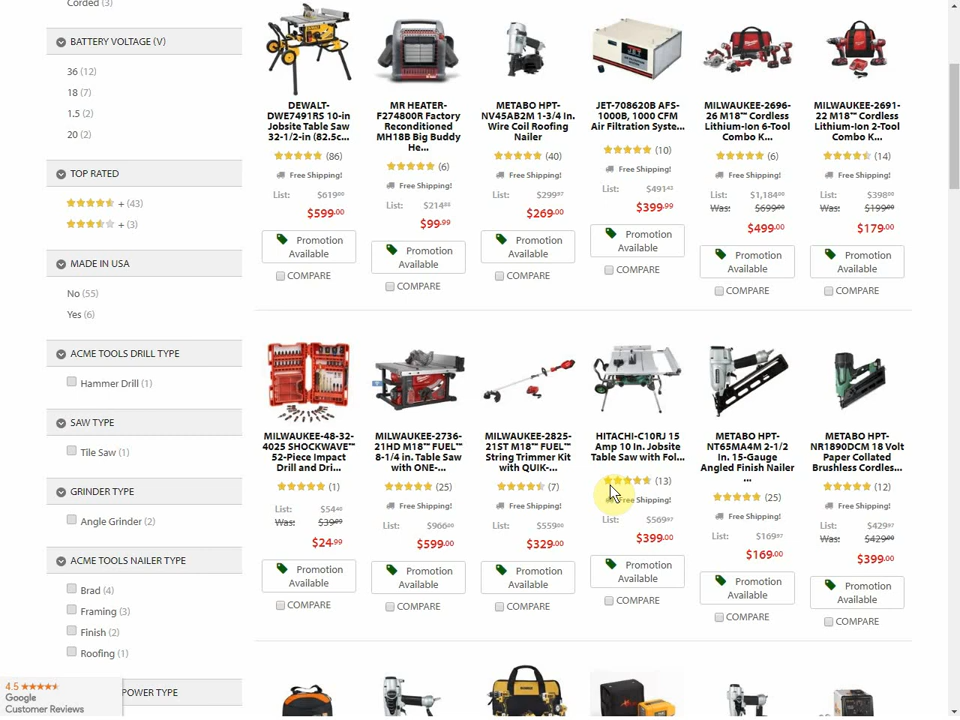 Corded (3)
BATTERY VOLTAGE (V)
36 (12)
18 (7)
1.5 (2)
20 (2)
TOP RATED
+ (43)
+ (3)
MADE IN USA
No (55)
Yes (6)
ACME TOOLS DRILL TYPE
Hammer Drill (1)
SAW TYPE
Tile Saw (1)
GRINDER TYPE
Angle Grinder (2)
ACME TOOLS NAILER TYPE
Brad (4)
Framing (3)
Finish (2)
Roofing (1)
POWER TYPE
4.5
Google
Customer Reviews
DEWALT-
DWE7491RS 10-in
Jobsite Table Saw
32-1/2-in (82.5c...
(86)
Free Shipping!
List: $619.00
$599.00
Promotion
Available
COMPARE
MR HEATER-
F274800R Factory
Reconditioned
MH18B Big Buddy
He...
(6)
Free Shipping!
List:
$99.99
Promotion
Available
COMPARE
METABO HPT-
NV45AB2M 1-3/4 In.
Wire Coil Roofing
Nailer
(40)
Free Shipping!
List:
$269.00
Promotion
Available
COMPARE
JET-708620B AFS-
1000B, 1000 CFM
Air Filtration Syste...
(10)
Free Shipping!
List:
$399.99
Promotion
Available
COMPARE
MILWAUKEE-2696-
26 M18™ Cordless
Lithium-Ion 6-Tool
Combo K...
(6)
Free Shipping!
List: $1,184.00
Was: $699.00
$499.00
Promotion
Available
COMPARE
MILWAUKEE-2691-
22 M18™ Cordless
Lithium-Ion 2-Tool
Combo K...
(14)
Free Shipping!
List: $398.00
Was: $199.00
$179.00
Promotion
Available
COMPARE
MILWAUKEE-48-32-
4025 SHOCKWAVE™
52-Piece Impact
Drill and Dri...
(1)
List:
Was:
$24.99
Promotion
Available
COMPARE
MILWAUKEE-2736-
21HD M18™ FUEL™
8-1/4 in. Table Saw
with ONE-...
(25)
Free Shipping!
List: $966.00
$599.00
Promotion
Available
COMPARE
MILWAUKEE-2825-
21ST M18™ FUEL™
String Trimmer Kit
with QUIK-...
(7)
Free Shipping!
List: $559.00
$329.00
Promotion
Available
COMPARE
HITACHI-C10RJ 15
Amp 10 In. Jobsite
Table Saw with Fol...
(13)
Free Shipping!
List:
$399.00
Promotion
Available
COMPARE
METABO HPT-
NT65MA4M 2-1/2
In. 15-Gauge
Angled Finish Nailer
...
(25)
Free Shipping!
List:
$169.00
Promotion
Available
COMPARE
METABO HPT-
NR1890DCM 18 Volt
Paper Collated
Brushless Cordles...
(12)
Free Shipping!
List:
Was: $429.00
$399.00
Promotion
Available
COMPARE